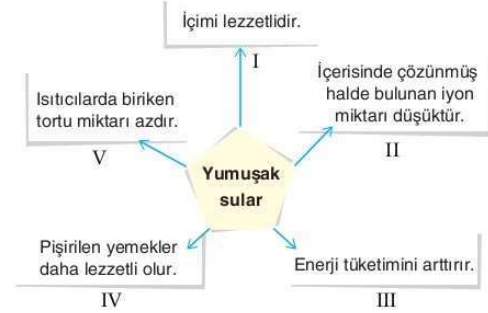 İçimi lezzetlidir.
I
İçerisinde çözünmüş
halde bulunan iyon
miktarı düşüktür.
II
Isıtıcılarda biriken
tortu miktarı azdır.
V
Yumuşak
sular
Pişirilen yemekler
daha lezzetli olur.
IV
Enerji tüketimini arttırır.
III